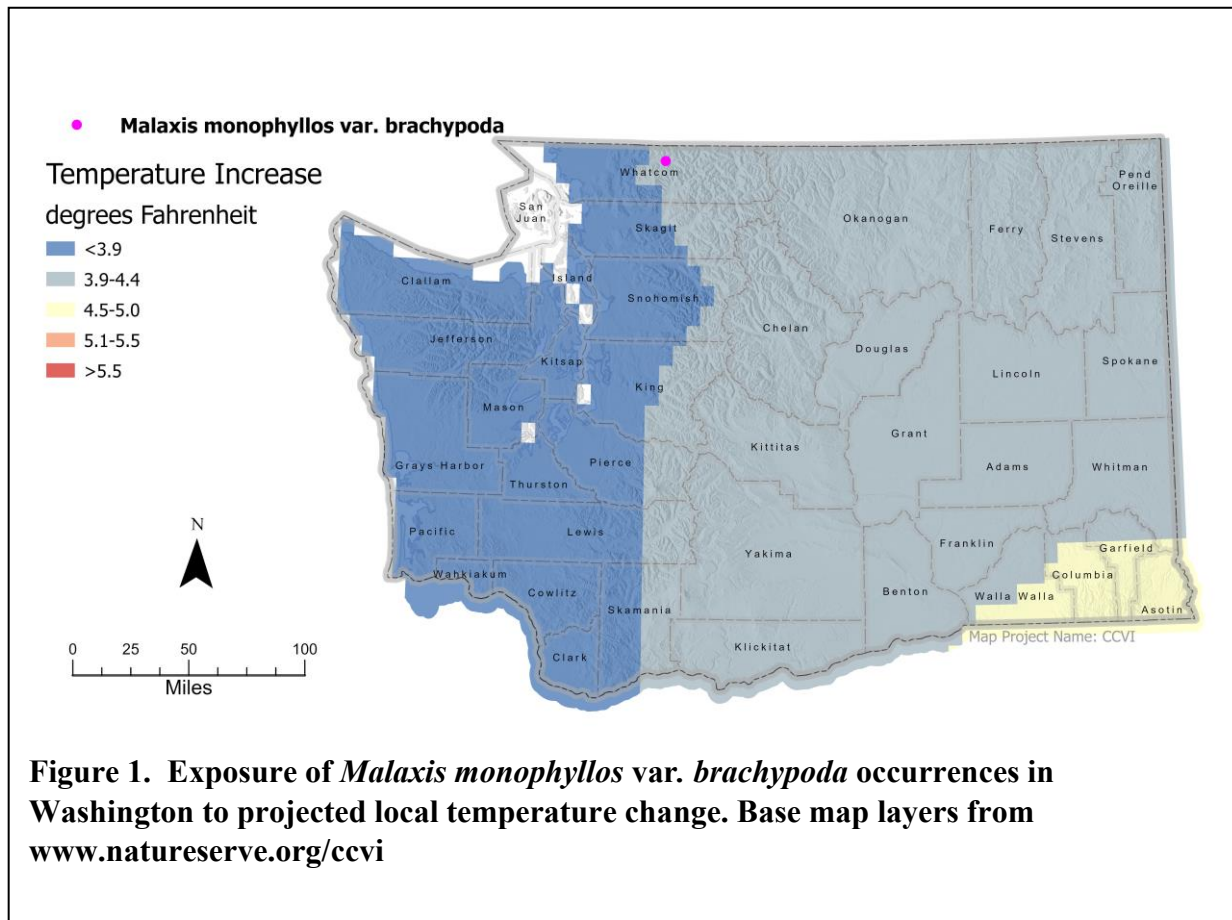 Malaxis monophyllos var. brachypoda
Temperature Increase
degrees Fahrenheit
<3.9
3.9-4.4
4.5-5.0
5.1-5.5
>5.5
Whatcom
San
Juan
Skagit
Okanogan
Ferry
Stevens
Pend
Oreille
Clallam
Island
Snohomish
Jefferson
Chelan
Douglas
Kitsap
King
Lincoln
Spokane
Mason
Grant
Kittitas
Grays Harbor
Pierce
Adams
Whitman
Thurston
Pacific
Lewis
Yakima
Franklin
Garfield
Columbia
Wahkiakum
Cowlitz
Skamania
Benton
Walla Walla
Asotin
Klickitat
Clark
Map Project Name: CCVI
N
0 25 50 100
Miles
Figure 1. Exposure of Malaxis monophyllos var. brachypoda occurrences in
Washington to projected local temperature change. Base map layers from
www.natureserve.org/ccvi